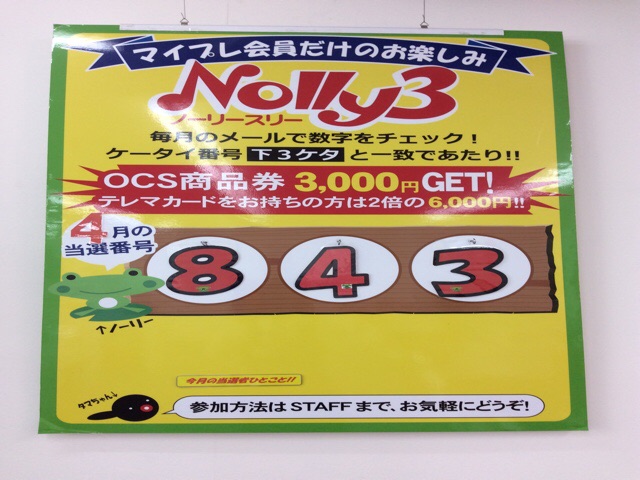 マイプレ会員だけのお楽しみ
Nolly3
ノーリースリー
毎月のメールで数字をチェック！
ケータイ番号 下3ケタ と一致であたり!!
OCS商品券 3,000円 GET!
テレマカードをお持ちの方は2倍の 6,000円!!
4月の
当選番号
8 4 3
↑ノーリー
今月の当選者ひとこと!!
タマちゃん↓
参加方法はSTAFFまで、お気軽にどうぞ!